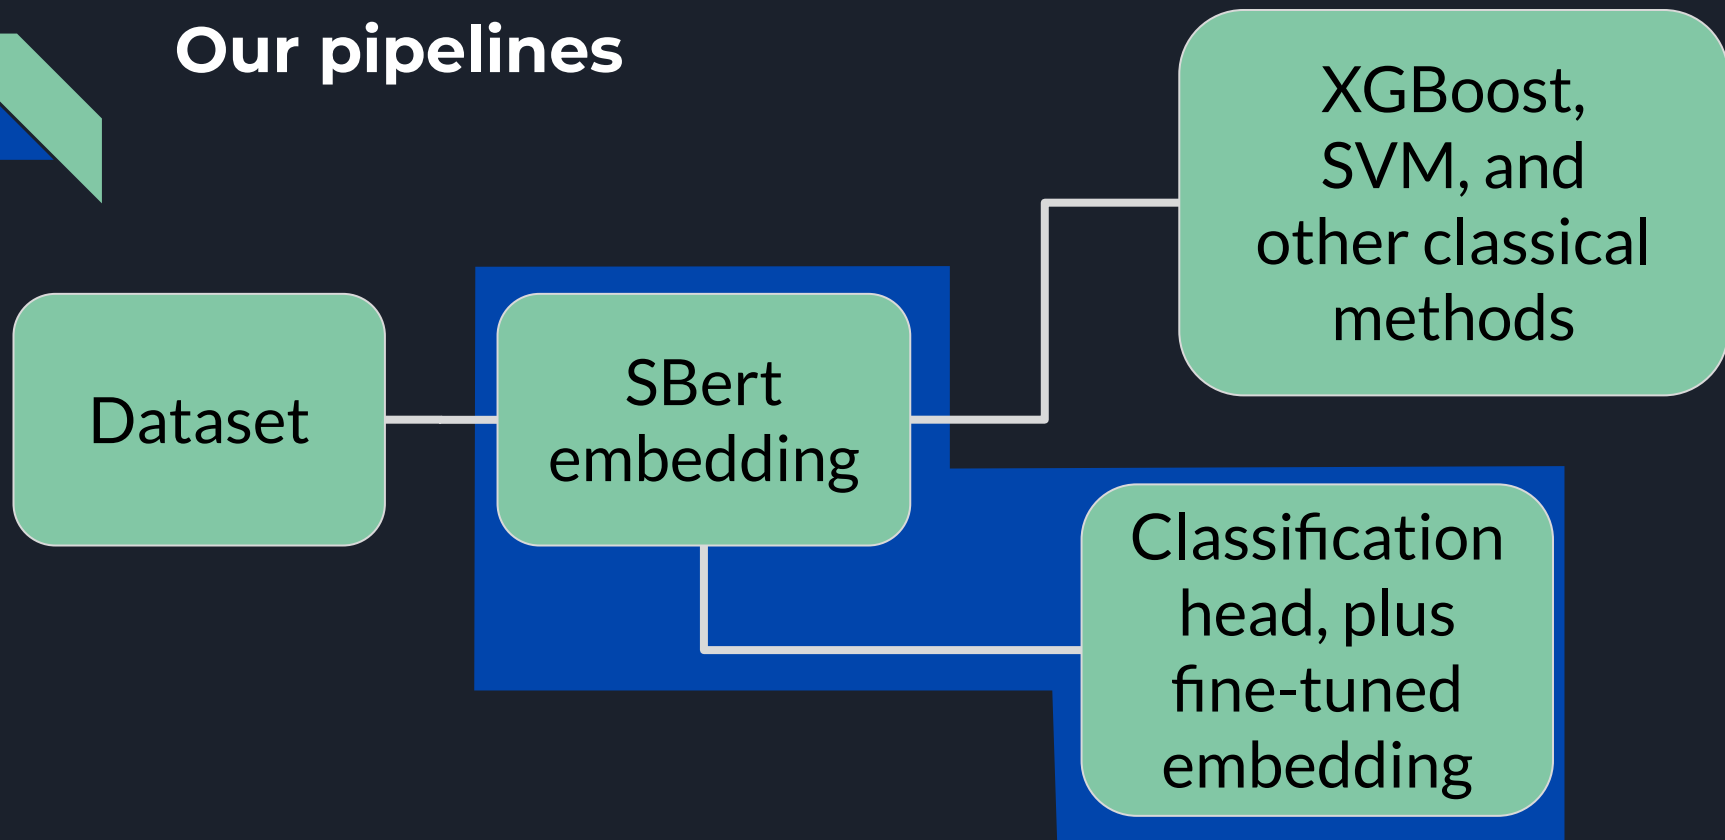 Our pipelines
Dataset
SBert
embedding
XGBoost,
SVM, and
other classical
methods
Classification
head, plus
fine-tuned
embedding